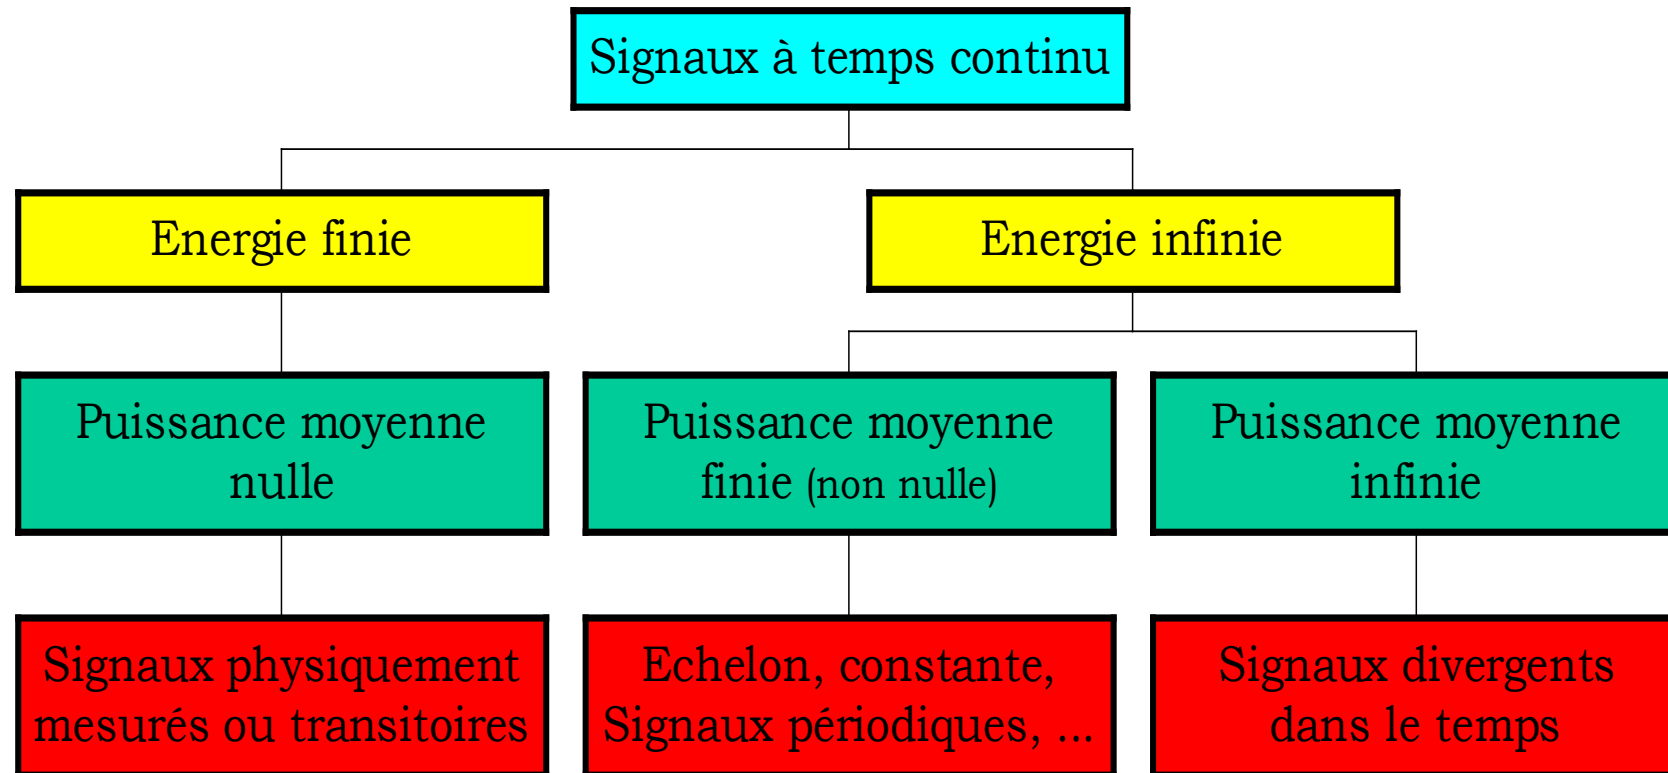 Signaux à temps continu
Energie finie
Energie infinie
Puissance moyenne
nulle
Puissance moyenne
finie (non nulle)
Puissance moyenne
infinie
Signaux physiquement
mesurés ou transitoires
Echelon, constante,
Signaux périodiques, ...
Signaux divergents
dans le temps